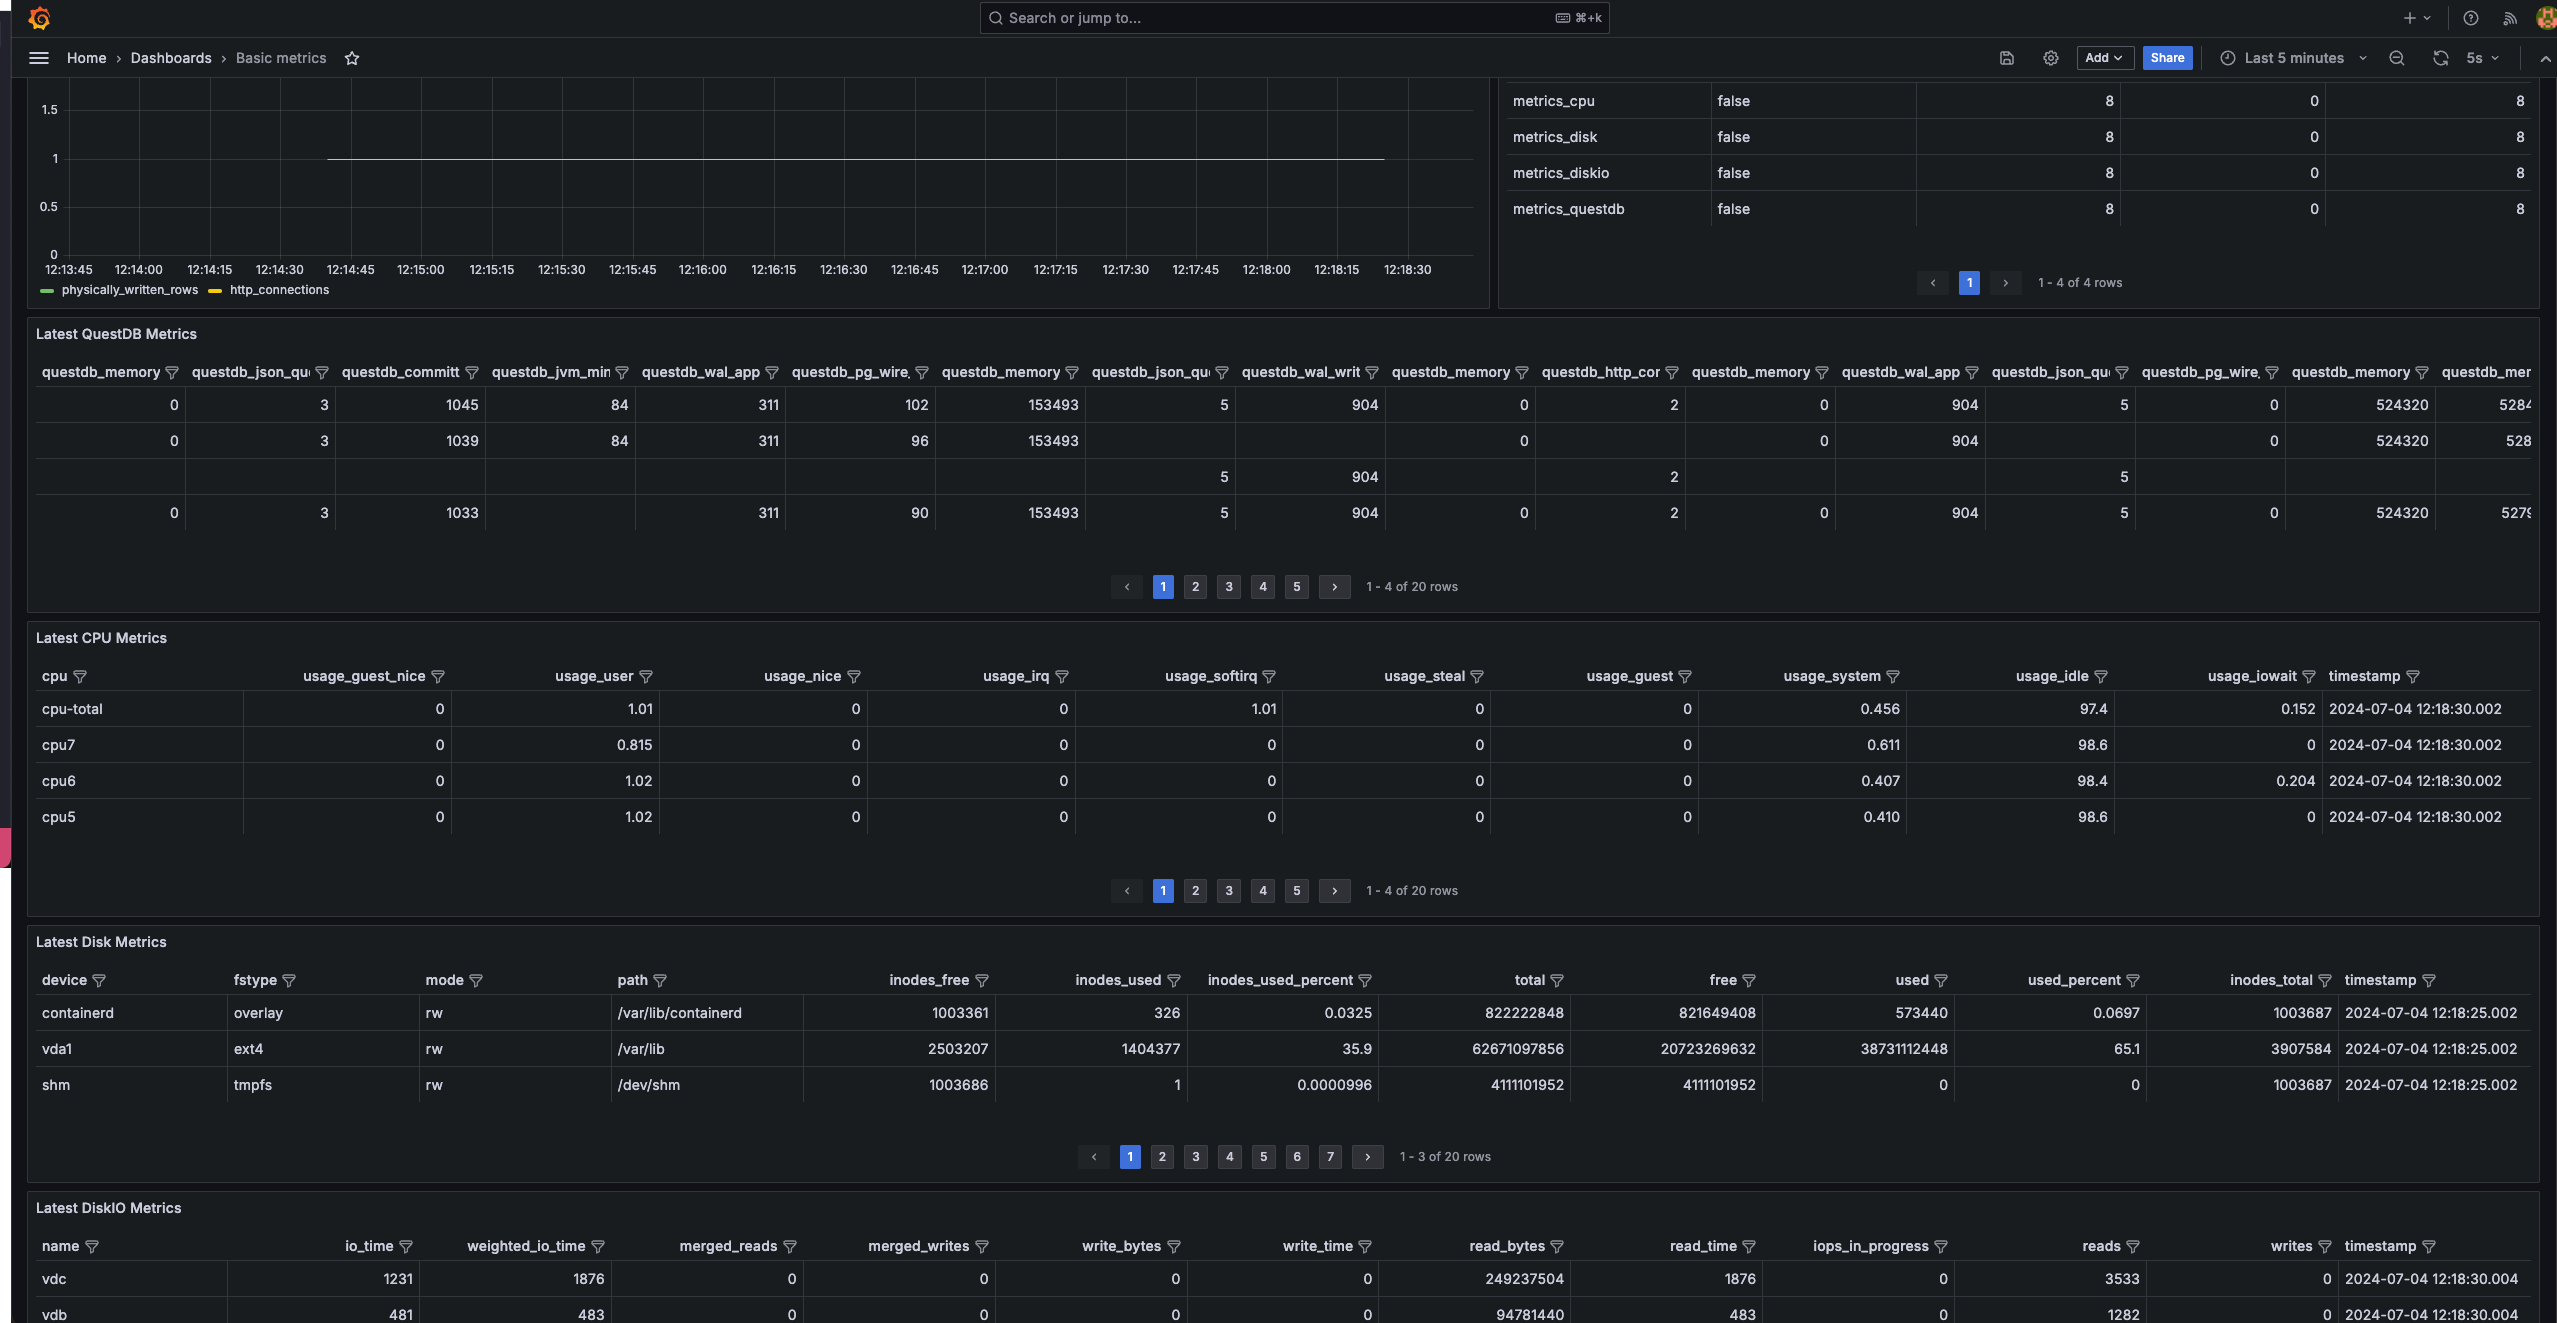 Search or jump to... ⌘+k
Home › Dashboards › Basic metrics Add Share Last 5 minutes 5s
1.5
1
0.5
0
12:13:45 12:14:00 12:14:15 12:14:30 12:14:45 12:15:00 12:15:15 12:15:30 12:15:45 12:16:00 12:16:15 12:16:30 12:16:45 12:17:00 12:17:15 12:17:30 12:17:45 12:18:00 12:18:15 12:18:30
physically_written_rows http_connections
metrics_cpu false 8 0 8
metrics_disk false 8 0 8
metrics_diskio false 8 0 8
metrics_questdb false 8 0 8
‹ 1 › 1 - 4 of 4 rows
Latest QuestDB Metrics
questdb_memory questdb_json_qu questdb_committ questdb_jvm_mir questdb_wal_app questdb_pg_wire_ questdb_memory questdb_json_qu questdb_wal_writ questdb_memory questdb_http_cor questdb_memory questdb_wal_app questdb_json_qu questdb_pg_wire_ questdb_memory questdb_mer
0 3 1045 84 311 102 153493 5 904 0 2 0 904 5 0 524320 5284
0 3 1039 84 311 96 153493 0 0 904 0 524320 528
5 904 2 5
0 3 1033 311 90 153493 5 904 0 2 0 904 5 0 524320 5279
‹ 1 2 3 4 5 › 1 - 4 of 20 rows
Latest CPU Metrics
cpu usage_guest_nice usage_user usage_nice usage_irq usage_softirq usage_steal usage_guest usage_system usage_idle usage_iowait timestamp
cpu-total 0 1.01 0 0 1.01 0 0 0.456 97.4 0.152 2024-07-04 12:18:30.002
cpu7 0 0.815 0 0 0 0 0 0.611 98.6 0 2024-07-04 12:18:30.002
cpu6 0 1.02 0 0 0 0 0 0.407 98.4 0.204 2024-07-04 12:18:30.002
cpu5 0 1.02 0 0 0 0 0 0.410 98.6 0 2024-07-04 12:18:30.002
‹ 1 2 3 4 5 › 1 - 4 of 20 rows
Latest Disk Metrics
device fstype mode path inodes_free inodes_used inodes_used_percent total free used used_percent inodes_total timestamp
containerd overlay rw /var/lib/containerd 1003361 326 0.0325 822222848 821649408 573440 0.0697 1003687 2024-07-04 12:18:25.002
vda1 ext4 rw /var/lib 2503207 1404377 35.9 62671097856 20723269632 38731112448 65.1 3907584 2024-07-04 12:18:25.002
shm tmpfs rw /dev/shm 1003686 1 0.0000996 4111101952 4111101952 0 0 1003687 2024-07-04 12:18:25.002
‹ 1 2 3 4 5 6 7 › 1 - 3 of 20 rows
Latest DiskIO Metrics
name io_time weighted_io_time merged_reads merged_writes write_bytes write_time read_bytes read_time iops_in_progress reads writes timestamp
vdc 1231 1876 0 0 0 0 249237504 1876 0 3533 0 2024-07-04 12:18:30.004
vdb 481 483 0 0 0 0 94781440 483 0 1282 0 2024-07-04 12:18:30.004